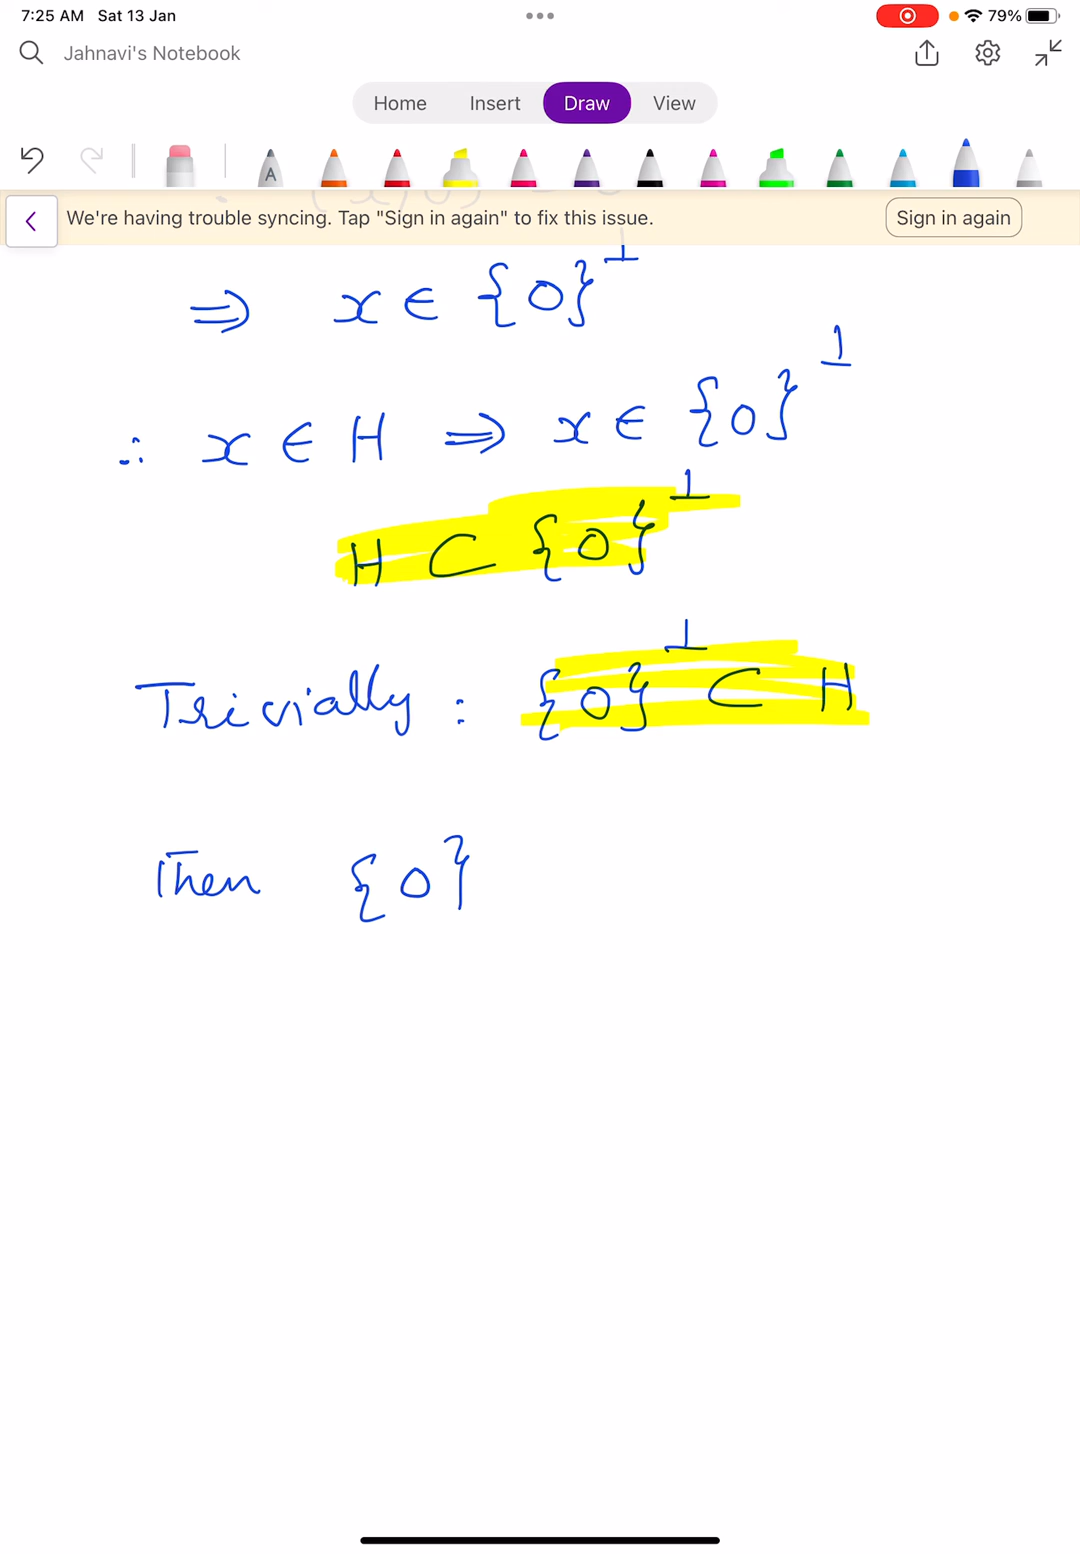 7:25 AM Sat 13 Jan
79%
Jahnavi's Notebook
Home Insert Draw View
A
We're having trouble syncing. Tap "Sign in again" to fix this issue. Sign in again
⇒ x ∈ {0}⊥
∴ x ∈ H ⇒ x ∈ {0}⊥
H ⊂ {0}⊥
Trivially : {0}⊥ ⊂ H
Then {0}